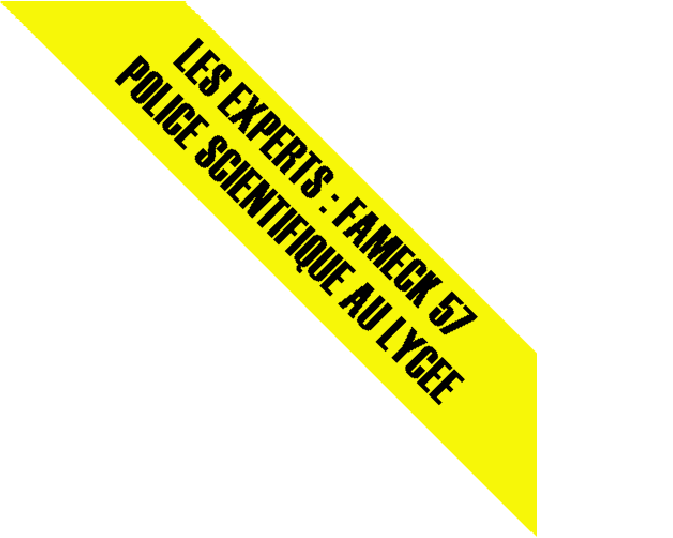 LES EXPERTS : FAMECK 57
POLICE SCIENTIFIQUE AU LYCEE